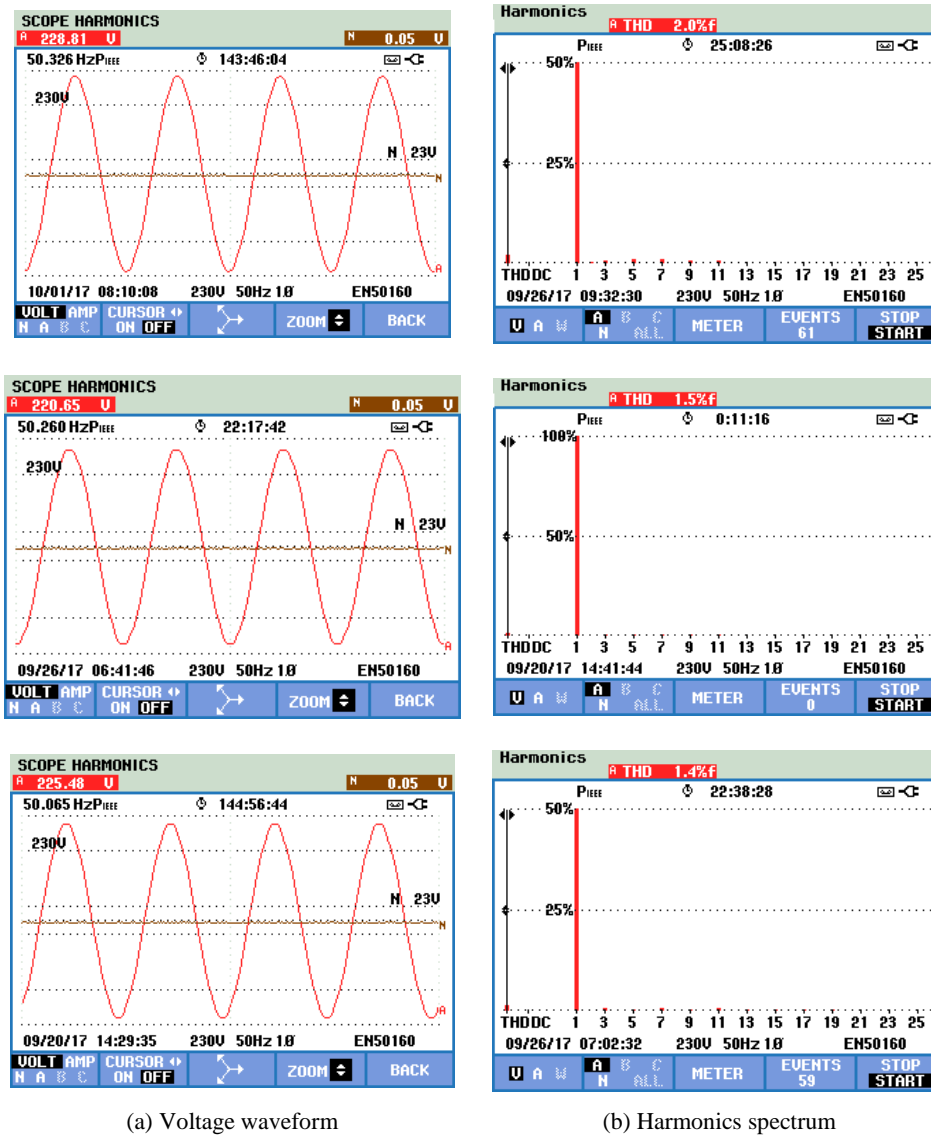 SCOPE HARMONICS
A 228.81 V N 0.05 V
50.326 HzPIEEE 143:46:04
230V
N 23V
N
A
10/01/17 08:10:08 230V 50Hz 1Ø EN50160
VOLT AMP CURSOR ZOOM BACK
N A B C ON OFF
Harmonics
A THD 2.0%f
PIEEE 25:08:26
50%
25%
THDDC 1 3 5 7 9 11 13 15 17 19 21 23 25
09/26/17 09:32:30 230V 50Hz 1Ø EN50160
V A W A B C METER EVENTS STOP
N ALL 61 START
SCOPE HARMONICS
A 220.65 V N 0.05 V
50.260 HzPIEEE 22:17:42
230V
N 23V
N
A
09/26/17 06:41:46 230V 50Hz 1Ø EN50160
VOLT AMP CURSOR ZOOM BACK
N A B C ON OFF
Harmonics
A THD 1.5%f
PIEEE 0:11:16
100%
50%
THDDC 1 3 5 7 9 11 13 15 17 19 21 23 25
09/20/17 14:41:44 230V 50Hz 1Ø EN50160
V A W A B C METER EVENTS STOP
N ALL 0 START
SCOPE HARMONICS
A 225.48 V N 0.05 V
50.065 HzPIEEE 144:56:44
230V
N 23V
N
A
09/20/17 14:29:35 230V 50Hz 1Ø EN50160
VOLT AMP CURSOR ZOOM BACK
N A B C ON OFF
Harmonics
A THD 1.4%f
PIEEE 22:38:28
50%
25%
THDDC 1 3 5 7 9 11 13 15 17 19 21 23 25
09/26/17 07:02:32 230V 50Hz 1Ø EN50160
V A W A B C METER EVENTS STOP
N ALL 59 START
(a) Voltage waveform
(b) Harmonics spectrum